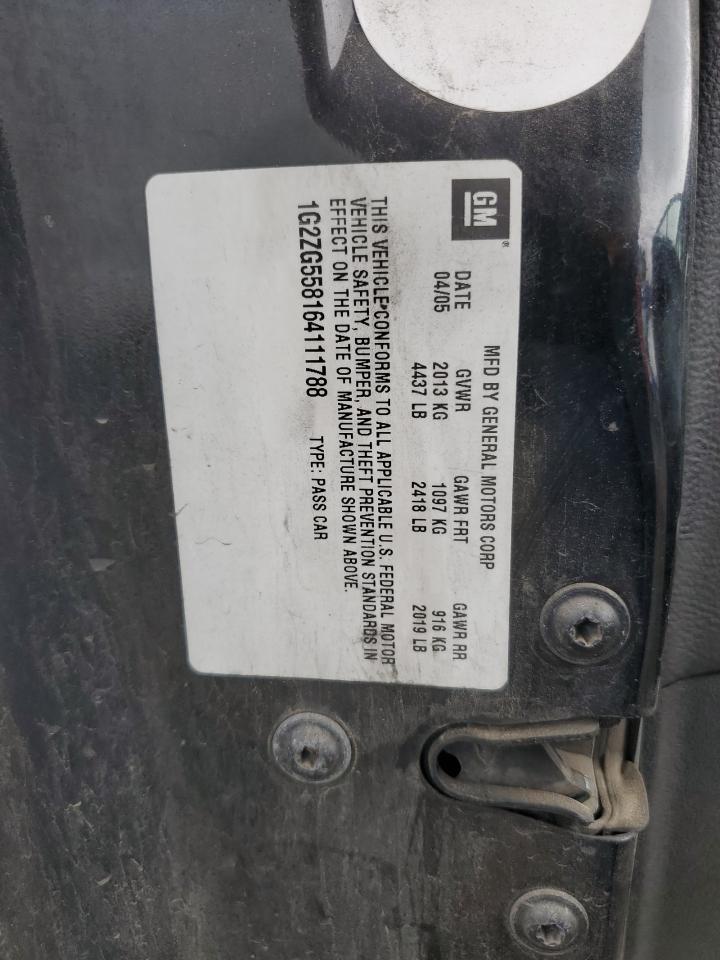 GM®
MFD BY GENERAL MOTORS CORP
DATE GVWR GAWR FRT GAWR RR
04/05 2013 KG 1097 KG 916 KG
4437 LB 2418 LB 2019 LB
THIS VEHICLE CONFORMS TO ALL APPLICABLE U.S. FEDERAL MOTOR
VEHICLE SAFETY, BUMPER, AND THEFT PREVENTION STANDARDS IN
EFFECT ON THE DATE OF MANUFACTURE SHOWN ABOVE.
1G2ZG558164111788 TYPE: PASS CAR